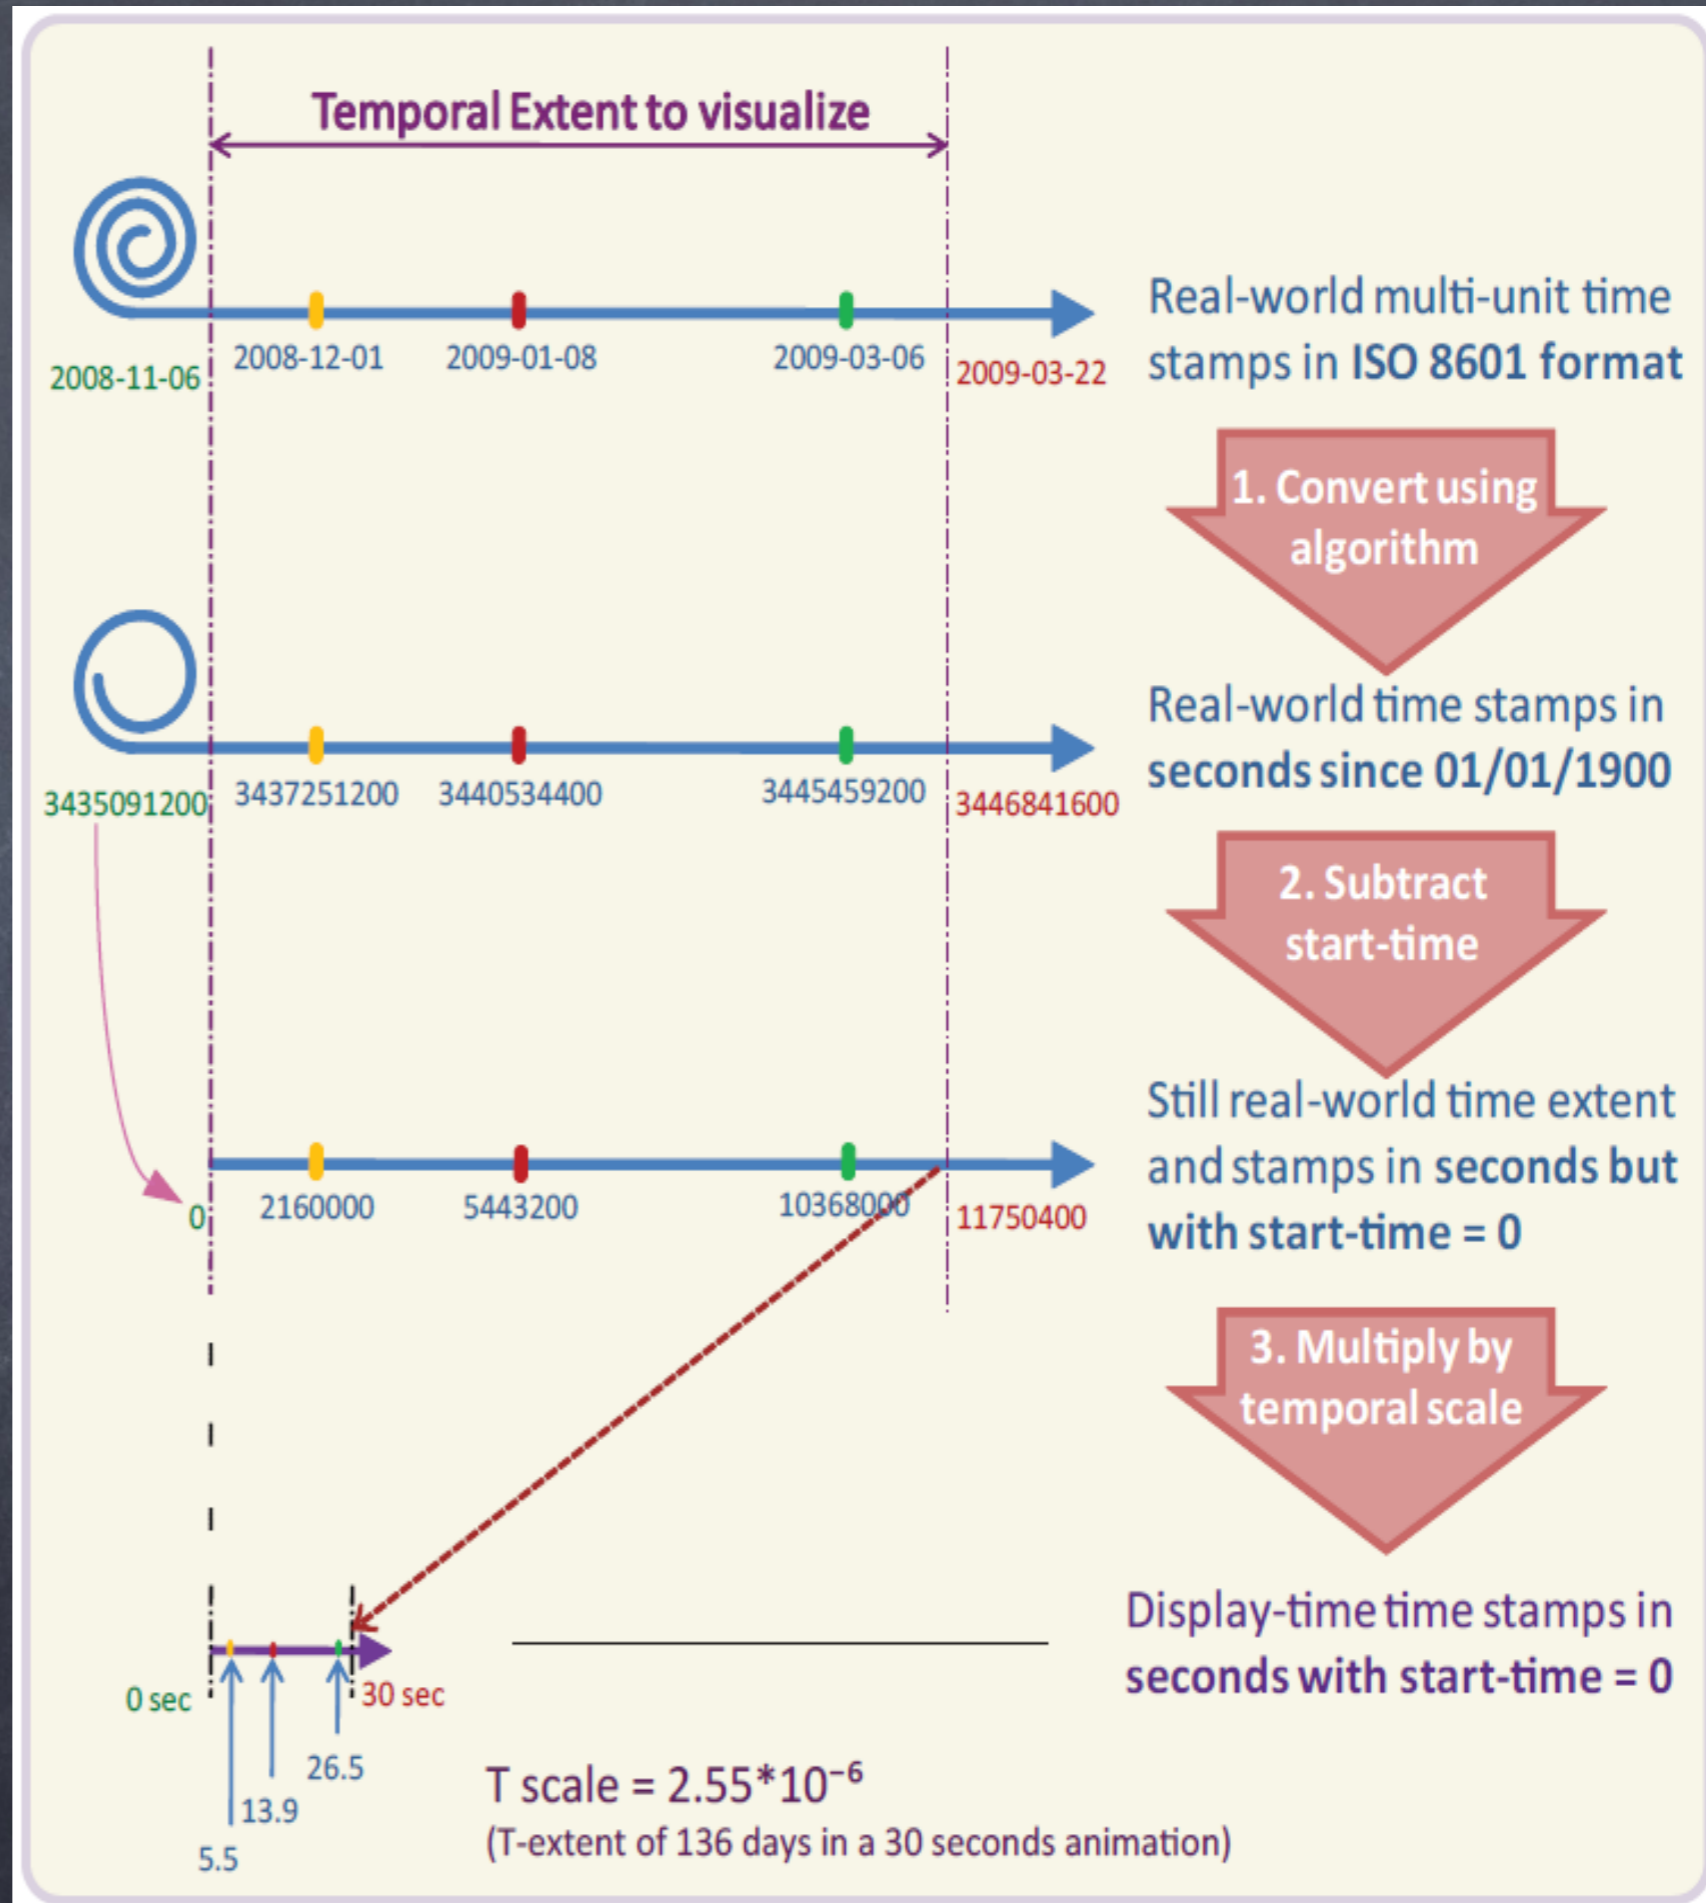 Temporal Extent to visualize
2008-11-06
2008-12-01
2009-01-08
2009-03-06
2009-03-22
Real-world multi-unit time
stamps in ISO 8601 format
1. Convert using
algorithm
3435091200
3437251200
3440534400
3445459200
3446841600
Real-world time stamps in
seconds since 01/01/1900
2. Subtract
start-time
0
2160000
5443200
10368000
11750400
Still real-world time extent
and stamps in seconds but
with start-time = 0
3. Multiply by
temporal scale
0 sec
5.5
13.9
26.5
30 sec
Display-time time stamps in
seconds with start-time = 0
T scale = 2.55*10⁻⁶
(T-extent of 136 days in a 30 seconds animation)